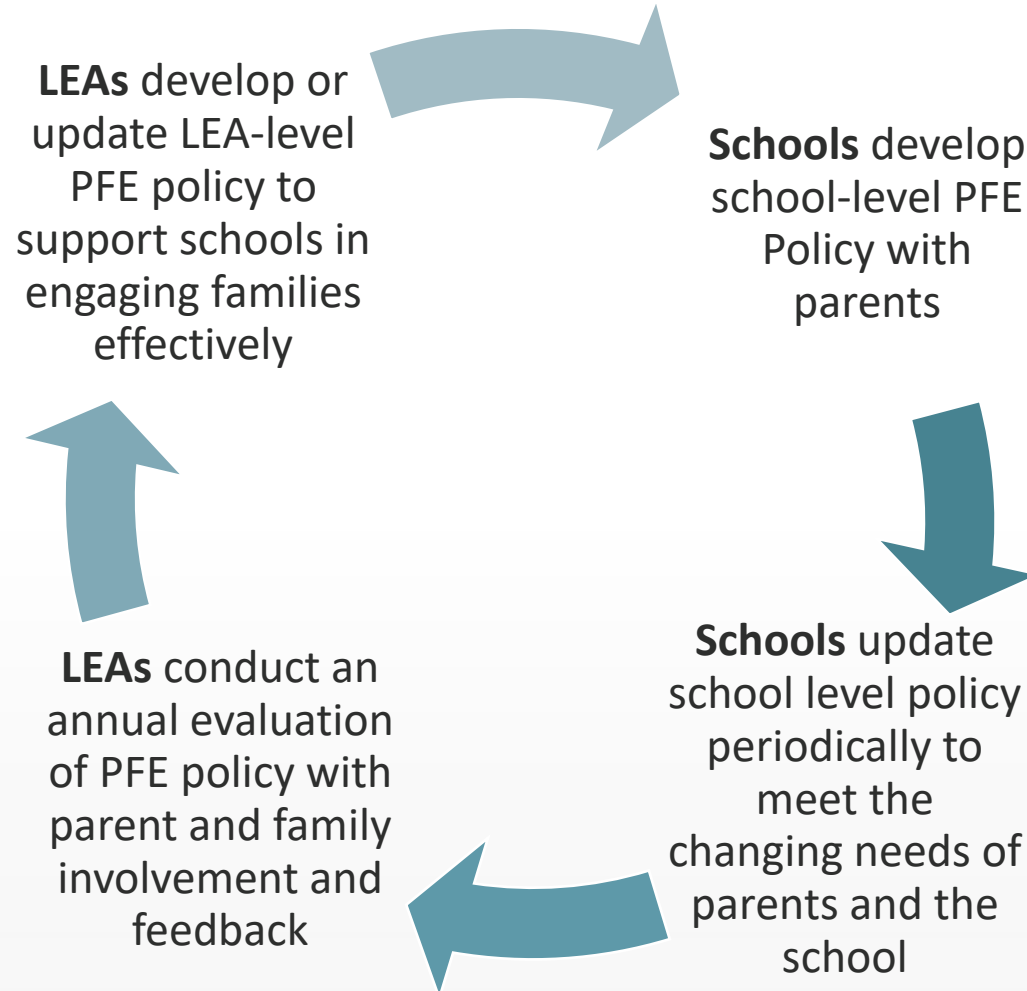 LEAs develop or
update LEA-level
PFE policy to
support schools in
engaging families
effectively
Schools develop
school-level PFE
Policy with
parents
Schools update
school level policy
periodically to
meet the
changing needs of
parents and the
school
LEAs conduct an
annual evaluation
of PFE policy with
parent and family
involvement and
feedback